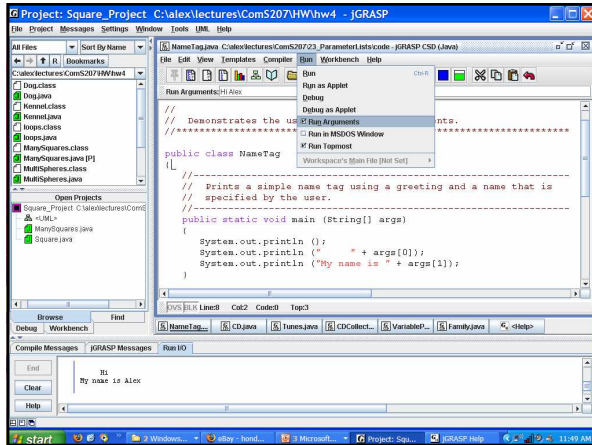 Project: Square_Project C:\alex\lectures\ComS207\HW\hw4 - jGRASP
File Project Messages Settings Window Tools UML Help
All Files Sort By Name
R Bookmarks
C:\alex\lectures\ComS207\HW\hw4
Dog.class
Dog.java
Kennel.class
Kennel.java
loops.class
loops.java
ManySquares.class
ManySquares.java [P]
MultiSpheres.class
MultiSpheres.java
Open Projects
Square_Project C:\alex\lectures\ComS
<UML>
ManySquares.java
Square.java
Browse Find
Debug Workbench
NameTag.java C:\alex\lectures\ComS207\23_ParameterLists\code - jGRASP CSD (Java)
File Edit View Templates Compiler Run Workbench Help
Run Arguments: Hi Alex
Run Ctrl-R
Run as Applet
Debug
Debug as Applet
Run Arguments
Run in MSDOS Window
Run Topmost
Workspace's Main File [Not Set]
//
// Demonstrates the us nts.
//********************************************************************
public class NameTag
{
//-----------------------------------------------------------------
// Prints a simple name tag using a greeting and a name that is
// specified by the user.
//-----------------------------------------------------------------
public static void main (String[] args)
{
System.out.println ();
System.out.println ("     " + args[0]);
System.out.println ("My name is " + args[1]);
}
OVS BLK Line:8 Col:2 Code:0 Top:3
NameTag.... CD.java Tunes.java CDCollect... VariableP... Family.java <Help>
Compile Messages jGRASP Messages Run I/O
End
Clear
Help
Hi
My name is Alex
start 2 Windows... eBay - hond... 3 Microsoft... Project: Squ... jGRASP Help 11:49 AM